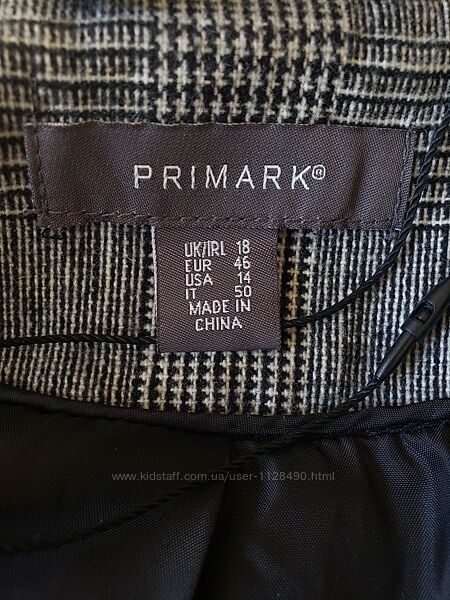 PRIMARK®
UK/IRL 18
EUR 46
USA 14
IT 50
MADE IN
CHINA
www.kidstaff.com.ua/user-1128490.html